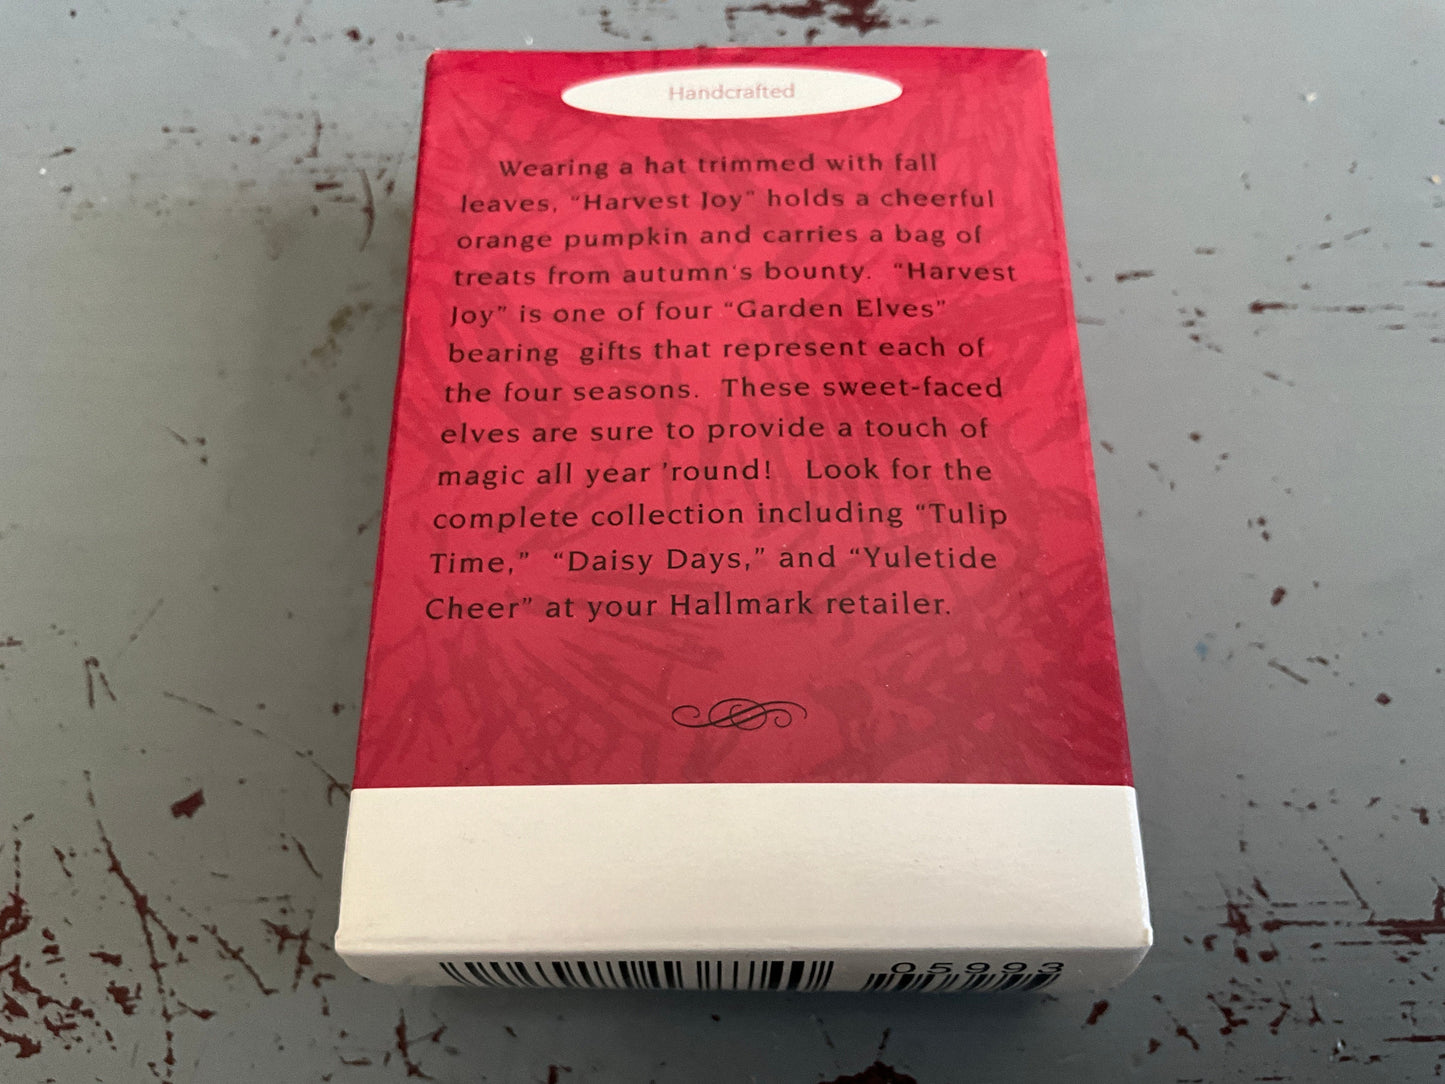 Handcrafted
Wearing a hat trimmed with fall
leaves, “Harvest Joy” holds a cheerful
orange pumpkin and carries a bag of
treats from autumn's bounty. “Harvest
Joy” is one of four “Garden Elves”
bearing gifts that represent each of
the four seasons. These sweet-faced
elves are sure to provide a touch of
magic all year ’round! Look for the
complete collection including “Tulip
Time,” “Daisy Days,” and “Yuletide
Cheer” at your Hallmark retailer.
05993